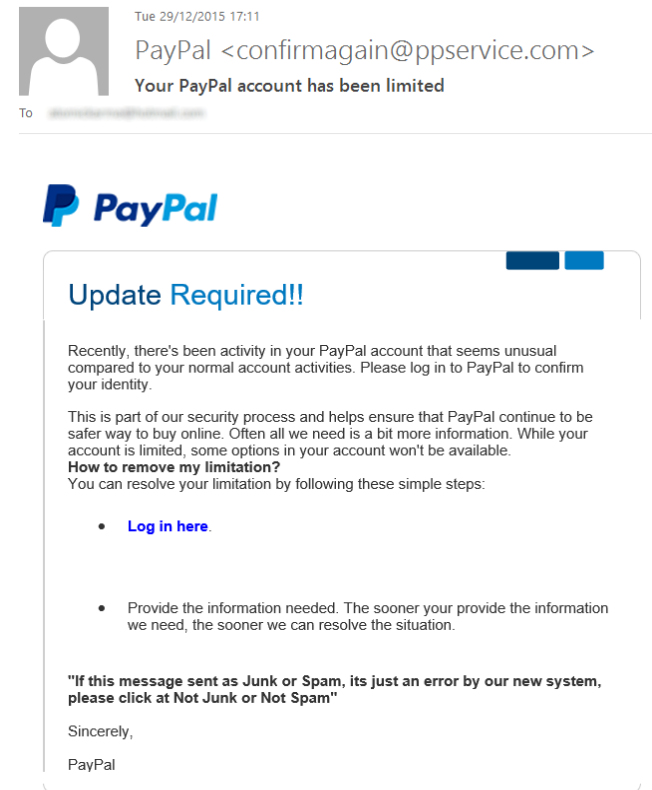 Tue 29/12/2015 17:11
PayPal <confirmagain@ppservice.com>
Your PayPal account has been limited
To
PayPal
Update Required!!
Recently, there's been activity in your PayPal account that seems unusual
compared to your normal account activities. Please log in to PayPal to confirm
your identity.
This is part of our security process and helps ensure that PayPal continue to be
safer way to buy online. Often all we need is a bit more information. While your
account is limited, some options in your account won't be available.
How to remove my limitation?
You can resolve your limitation by following these simple steps:
• Log in here.
• Provide the information needed. The sooner your provide the information
we need, the sooner we can resolve the situation.
"If this message sent as Junk or Spam, its just an error by our new system,
please click at Not Junk or Not Spam"
Sincerely,
PayPal